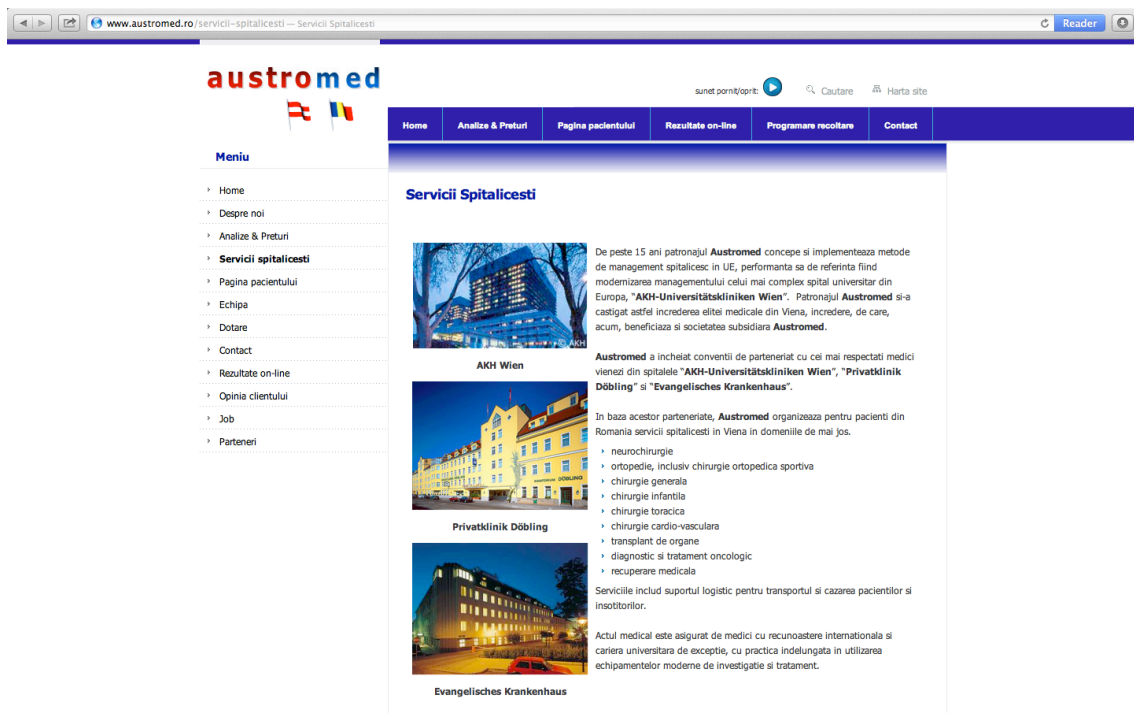 www.austromed.ro/servicii-spitalicesti — Servicii Spitalicesti
Reader
austromed
sunet pornit/oprit:
Cautare
Harta site
Home
Analize & Preturi
Pagina pacientului
Rezultate on-line
Programare recoltare
Contact
Meniu
Home
Despre noi
Analize & Preturi
Servicii spitalicesti
Pagina pacientului
Echipa
Dotare
Contact
Rezultate on-line
Opinia clientului
Job
Parteneri
Servicii Spitalicesti
© AKH
AKH Wien
SANATORIUM DÖBLING
Privatklinik Döbling
Evangelisches Krankenhaus
De peste 15 ani patronajul Austromed concepe si implementeaza metode
de management spitalicesc in UE, performanta sa de referinta fiind
modernizarea managementului celui mai complex spital universitar din
Europa, “AKH-Universitätskliniken Wien”. Patronajul Austromed si-a
castigat astfel increderea elitei medicale din Viena, incredere, de care,
acum, beneficiaza si societatea subsidiara Austromed.
Austromed a incheiat conventii de parteneriat cu cei mai respectati medici
vienezi din spitalele “AKH-Universitätskliniken Wien”, “Privatklinik
Döbling” si “Evangelisches Krankenhaus”.
In baza acestor parteneriate, Austromed organizeaza pentru pacienti din
Romania servicii spitalicesti in Viena in domeniile de mai jos.
neurochirurgie
ortopedie, inclusiv chirurgie ortopedica sportiva
chirurgie generala
chirurgie infantila
chirurgie toracica
chirurgie cardio-vasculara
transplant de organe
diagnostic si tratament oncologic
recuperare medicala
Serviciile includ suportul logistic pentru transportul si cazarea pacientilor si
insotitorilor.
Actul medical este asigurat de medici cu recunoastere internationala si
cariera universitara de exceptie, cu practica indelungata in utilizarea
echipamentelor moderne de investigatie si tratament.